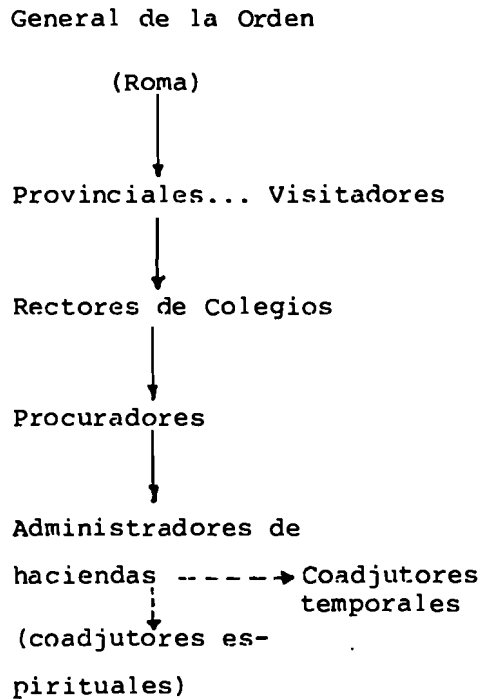 General de la Orden
(Roma)
Provinciales... Visitadores
Rectores de Colegios
Procuradores
Administradores de
haciendas Coadjutores
temporales
(coadjutores es-
pirituales)